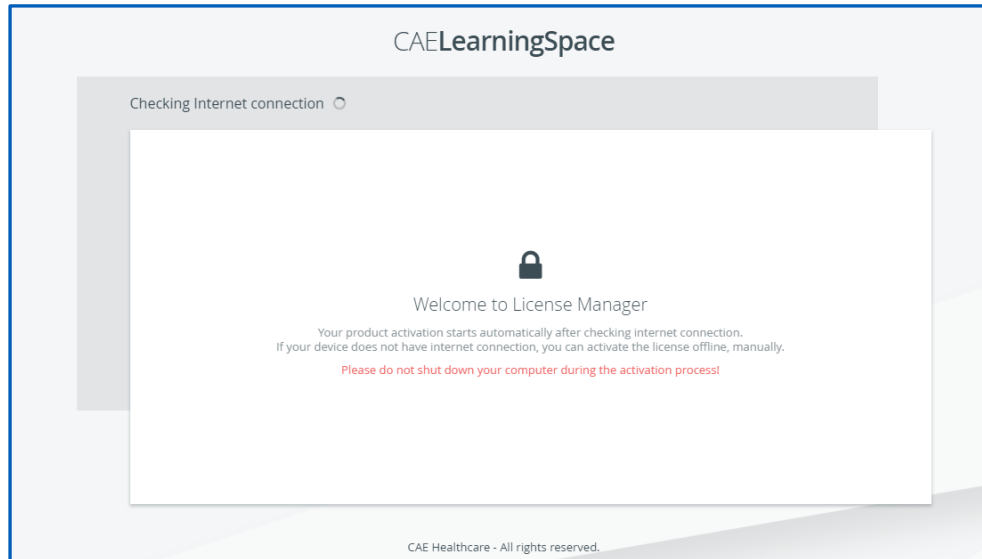 CAELearningSpace
Checking Internet connection
Welcome to License Manager
Your product activation starts automatically after checking internet connection.
If your device does not have internet connection, you can activate the license offline, manually.
Please do not shut down your computer during the activation process!
CAE Healthcare - All rights reserved.